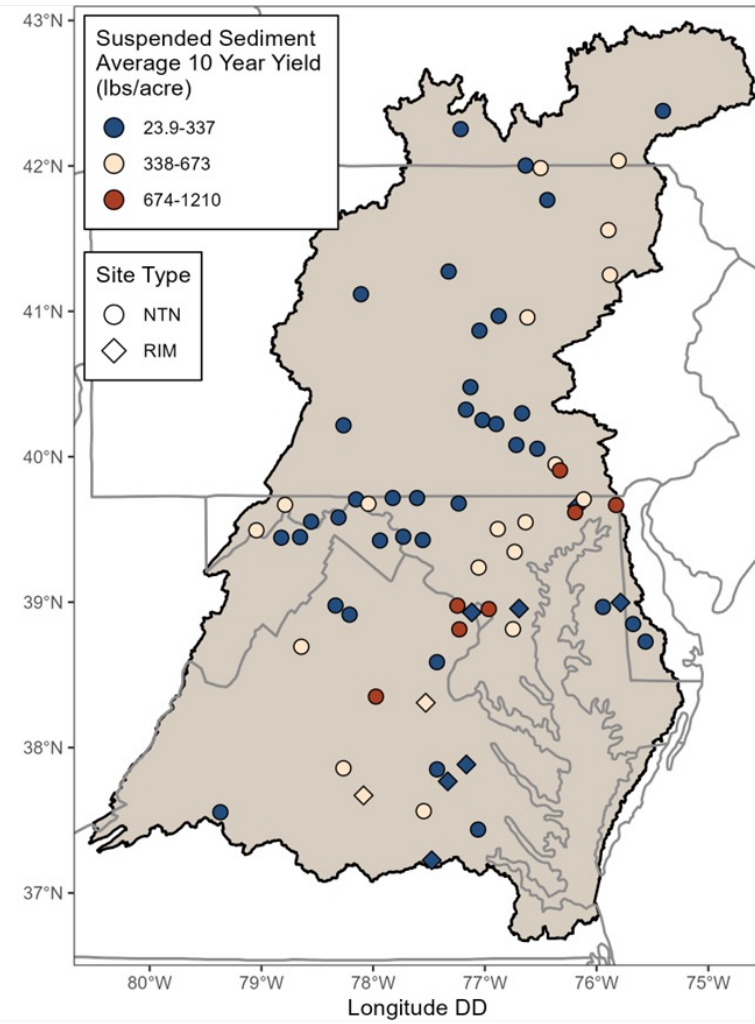 43°N
Suspended Sediment
Average 10 Year Yield
(lbs/acre)
23.9-337
338-673
674-1210
42°N
Site Type
NTN
RIM
41°N
40°N
39°N
38°N
37°N
80°W 79°W 78°W 77°W 76°W 75°W
Longitude DD